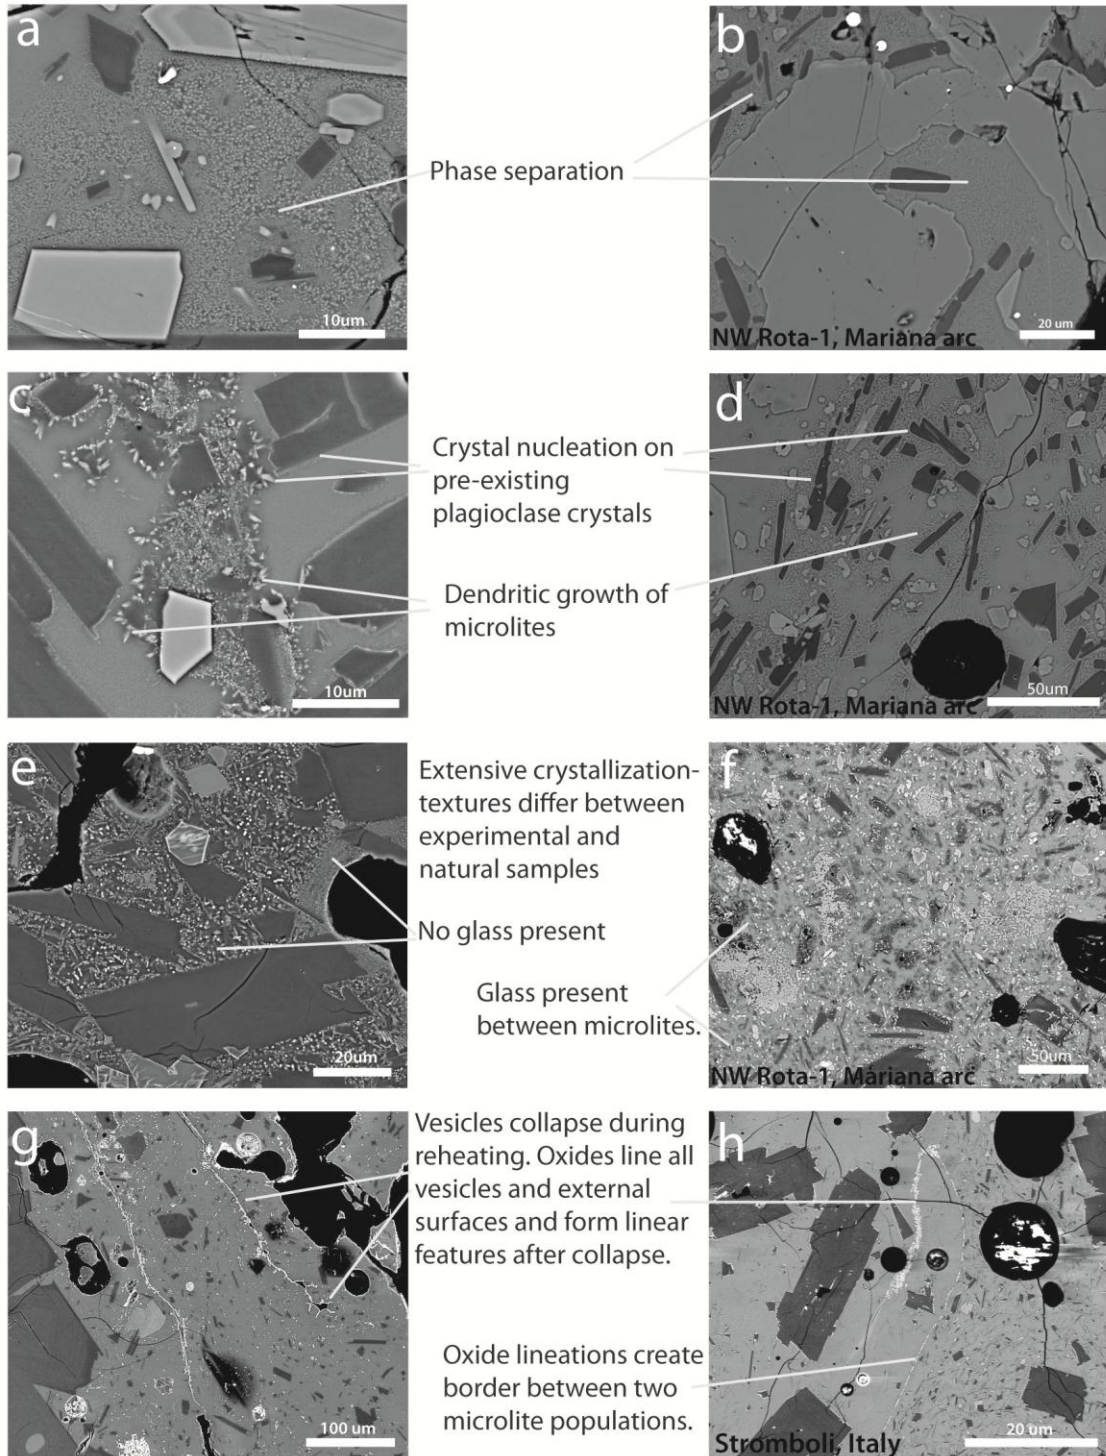 a
10um
b
NW Rota-1, Mariana arc
20 um
Phase separation
c
10um
d
NW Rota-1, Mariana arc
50um
Crystal nucleation on
pre-existing
plagioclase crystals
Dendritic growth of
microlites
e
20um
f
NW Rota-1, Mariana arc
50um
Extensive crystallization-
textures differ between
experimental and
natural samples
No glass present
Glass present
between microlites.
g
100 um
h
Stromboli, Italy
20 um
Vesicles collapse during
reheating. Oxides line all
vesicles and external
surfaces and form linear
features after collapse.
Oxide lineations create
border between two
microlite populations.